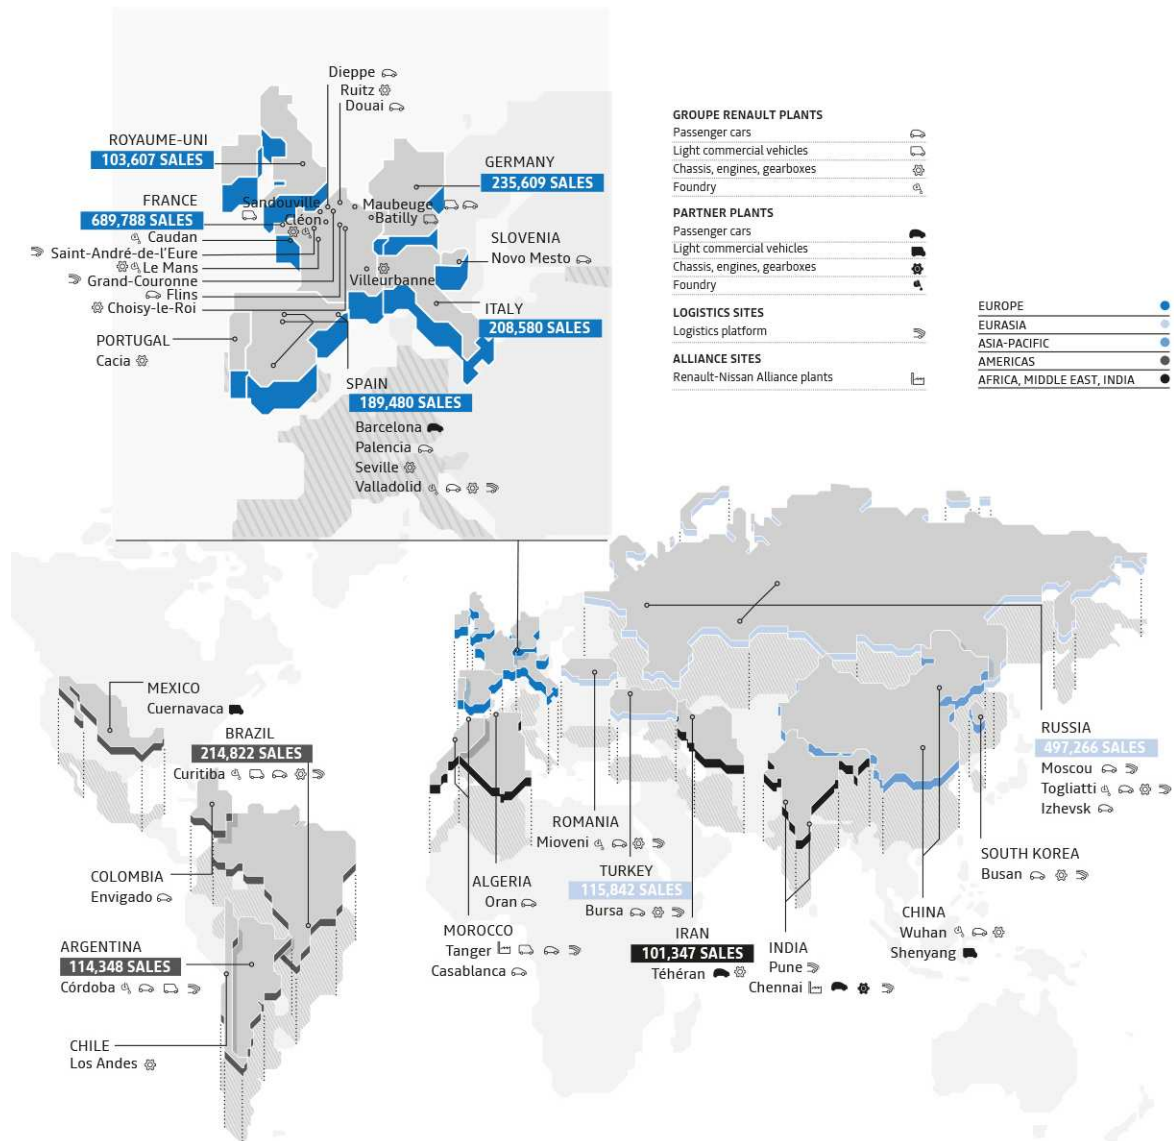 Dieppe
Ruitz
Douai
ROYAUME-UNI
103,607 SALES
GERMANY
235,609 SALES
FRANCE
689,788 SALES
Sandouville
Cléon
Maubeuge
Batilly
Caudan
Saint-André-de-l'Eure
Le Mans
Grand-Couronne
Flins
Choisy-le-Roi
SLOVENIA
Novo Mesto
Villeurbanne
ITALY
208,580 SALES
PORTUGAL
Cacia
SPAIN
189,480 SALES
Barcelona
Palencia
Seville
Valladolid
GROUPE RENAULT PLANTS
Passenger cars
Light commercial vehicles
Chassis, engines, gearboxes
Foundry
PARTNER PLANTS
Passenger cars
Light commercial vehicles
Chassis, engines, gearboxes
Foundry
LOGISTICS SITES
Logistics platform
ALLIANCE SITES
Renault-Nissan Alliance plants
EUROPE
EURASIA
ASIA-PACIFIC
AMERICAS
AFRICA, MIDDLE EAST, INDIA
MEXICO
Cuernavaca
BRAZIL
214,822 SALES
Curitiba
COLOMBIA
Envigado
ARGENTINA
114,348 SALES
Córdoba
CHILE
Los Andes
ROMANIA
Mioveni
ALGERIA
Oran
MOROCCO
Tanger
Casablanca
TURKEY
115,842 SALES
Bursa
IRAN
101,347 SALES
Téhéran
INDIA
Pune
Chennai
CHINA
Wuhan
Shenyang
SOUTH KOREA
Busan
RUSSIA
497,266 SALES
Moscou
Togliatti
Izhevsk